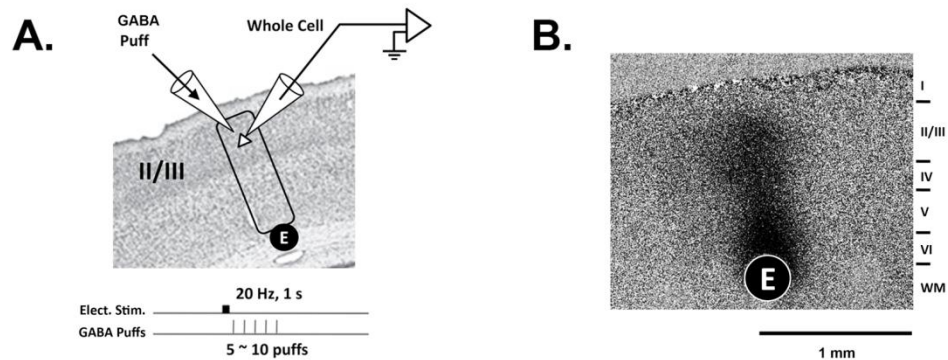 A.
GABA
Puff
Whole Cell
II/III
E
20 Hz, 1 s
Elect. Stim.
GABA Puffs
5 ~ 10 puffs
B.
I
II/III
IV
V
VI
WM
E
1 mm